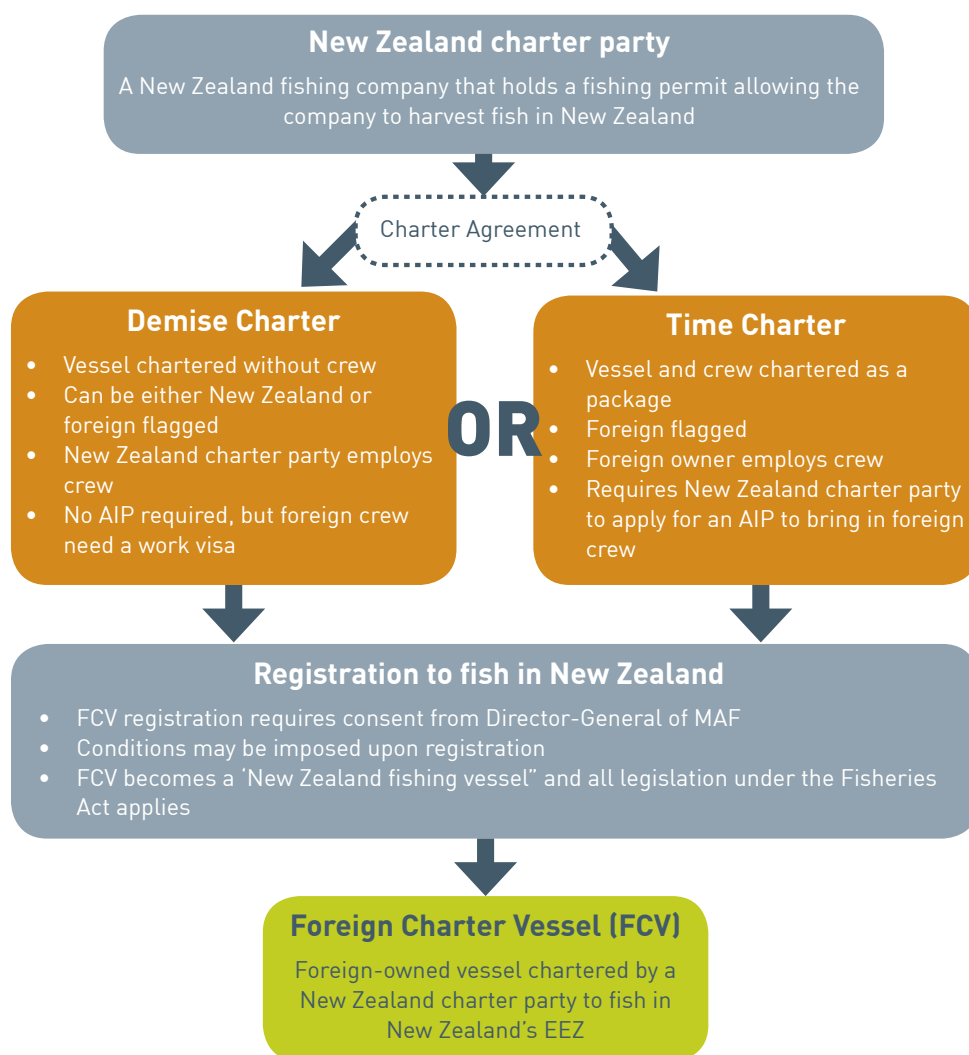 New Zealand charter party
A New Zealand fishing company that holds a fishing permit allowing the
company to harvest fish in New Zealand
Charter Agreement
Demise Charter
• Vessel chartered without crew
• Can be either New Zealand or
foreign flagged
• New Zealand charter party employs
crew
• No AIP required, but foreign crew
need a work visa
OR
Time Charter
• Vessel and crew chartered as a
package
• Foreign flagged
• Foreign owner employs crew
• Requires New Zealand charter party
to apply for an AIP to bring in foreign
crew
Registration to fish in New Zealand
• FCV registration requires consent from Director-General of MAF
• Conditions may be imposed upon registration
• FCV becomes a ‘New Zealand fishing vessel” and all legislation under the Fisheries
Act applies
Foreign Charter Vessel (FCV)
Foreign-owned vessel chartered by a
New Zealand charter party to fish in
New Zealand’s EEZ